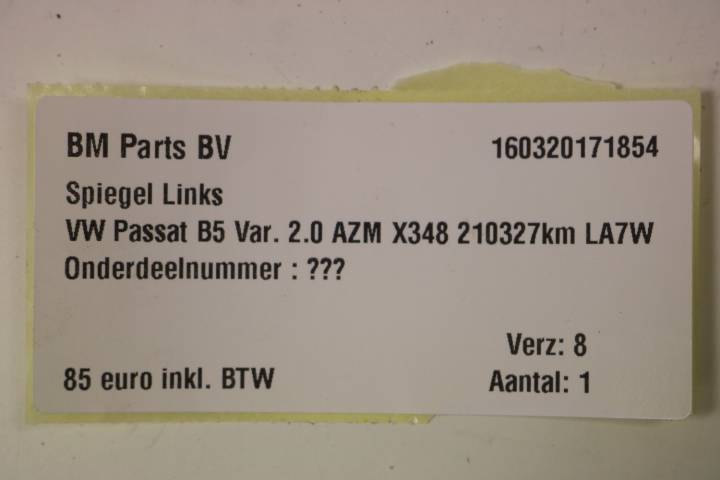 BM Parts BV 160320171854
Spiegel Links
VW Passat B5 Var. 2.0 AZM X348 210327km LA7W
Onderdeelnummer : ???
Verz: 8
85 euro inkl. BTW Aantal: 1